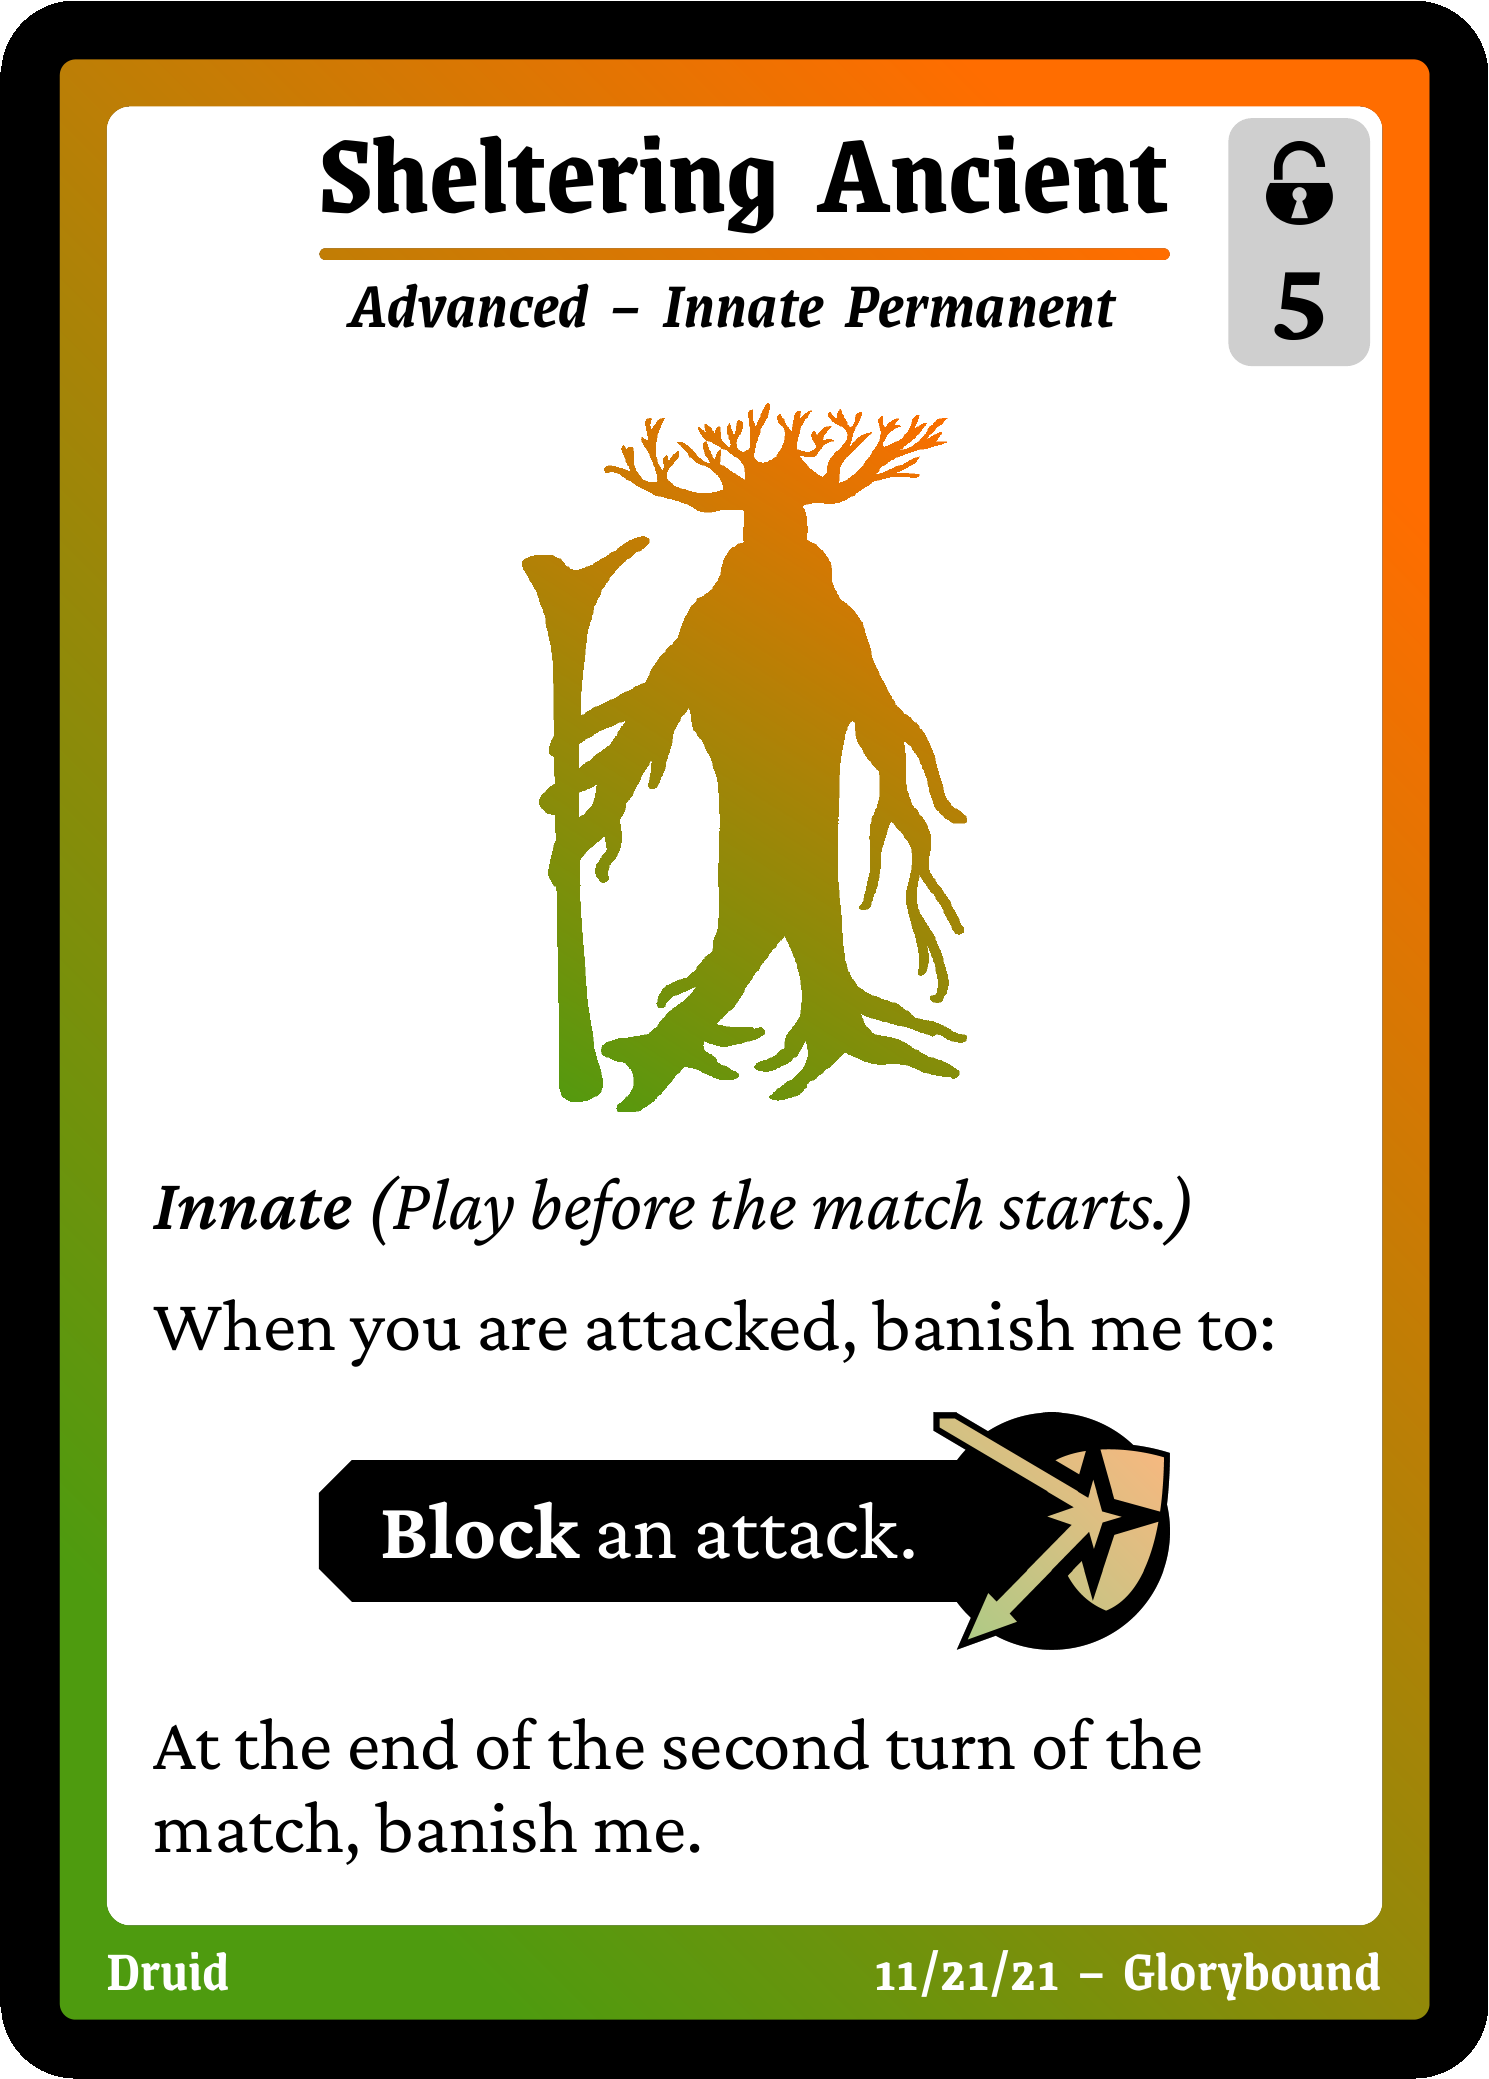 Sheltering Ancient
Advanced – Innate Permanent
5
Innate (Play before the match starts.)
When you are attacked, banish me to:
Block an attack.
At the end of the second turn of the
match, banish me.
Druid
11/21/21 – Glorybound